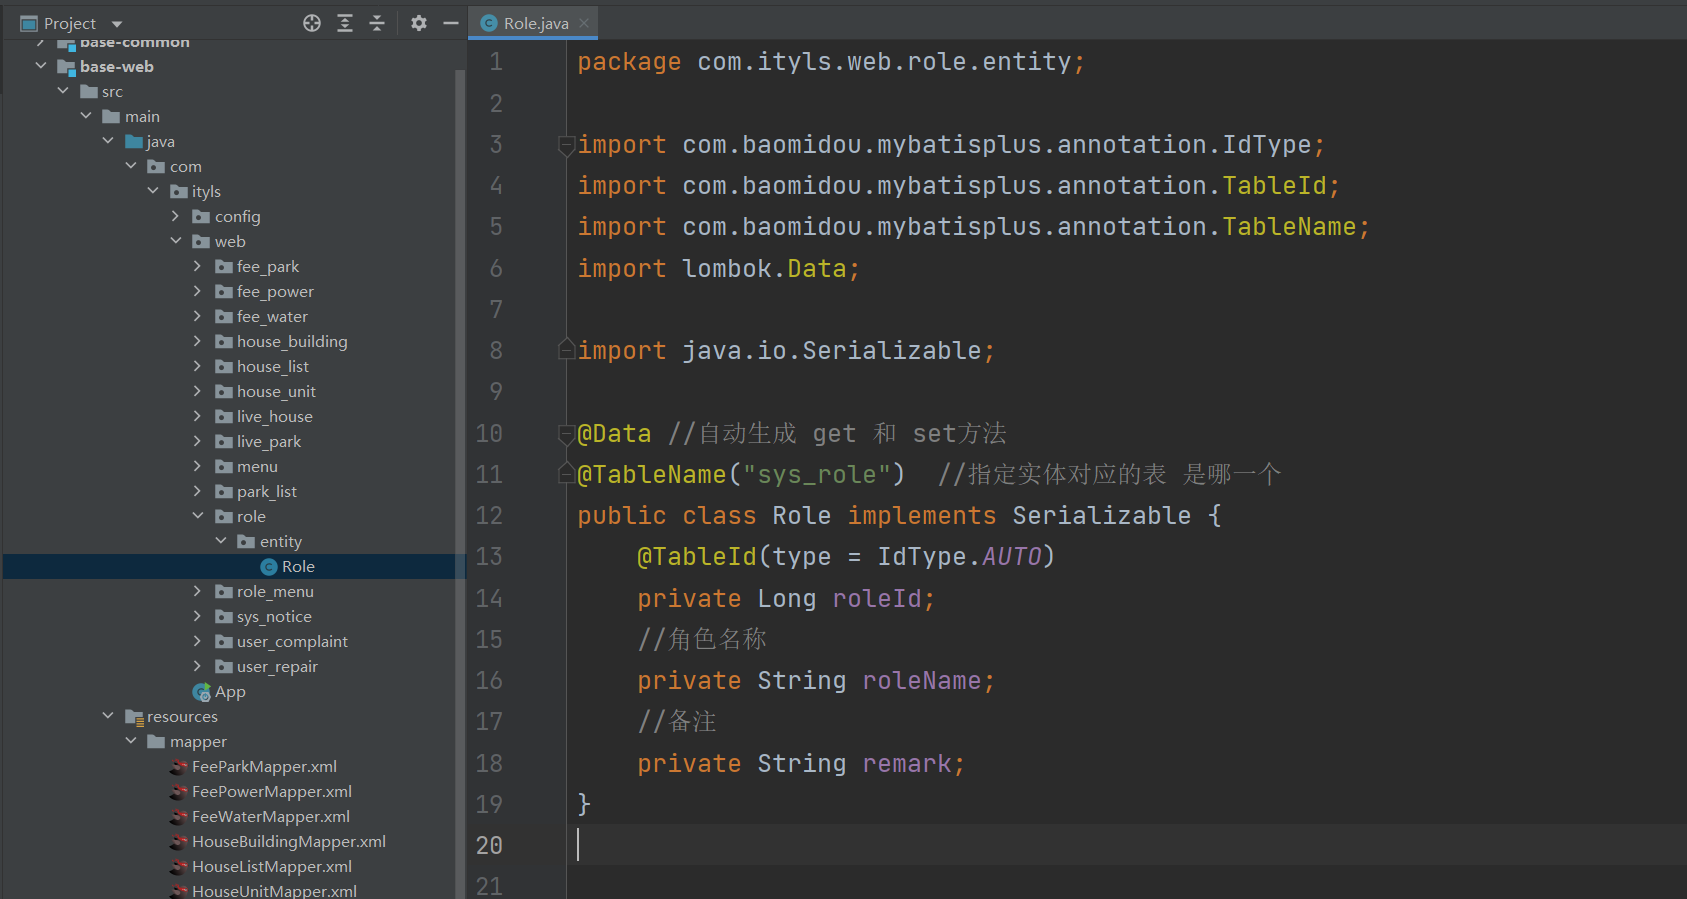 Project
base-common
base-web
src
main
java
com
ityls
config
web
fee_park
fee_power
fee_water
house_building
house_list
house_unit
live_house
live_park
menu
park_list
role
entity
Role
role_menu
sys_notice
user_complaint
user_repair
App
resources
mapper
FeeParkMapper.xml
FeePowerMapper.xml
FeeWaterMapper.xml
HouseBuildingMapper.xml
HouseListMapper.xml
HouseUnitMapper.xml
Role.java
1 package com.ityls.web.role.entity;
2
3 import com.baomidou.mybatisplus.annotation.IdType;
4 import com.baomidou.mybatisplus.annotation.TableId;
5 import com.baomidou.mybatisplus.annotation.TableName;
6 import lombok.Data;
7
8 import java.io.Serializable;
9
10 @Data //自动生成 get 和 set方法
11 @TableName("sys_role")  //指定实体对应的表 是哪一个
12 public class Role implements Serializable {
13     @TableId(type = IdType.AUTO)
14     private Long roleId;
15     //角色名称
16     private String roleName;
17     //备注
18     private String remark;
19 }
20
21